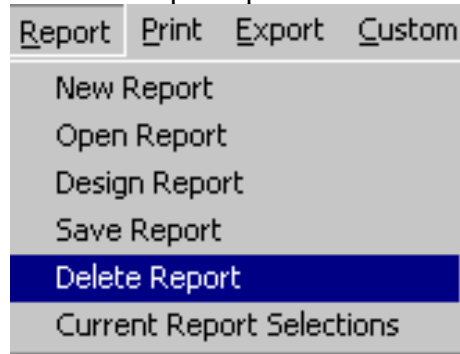 Report Print Export Custom
New Report
Open Report
Design Report
Save Report
Delete Report
Current Report Selections